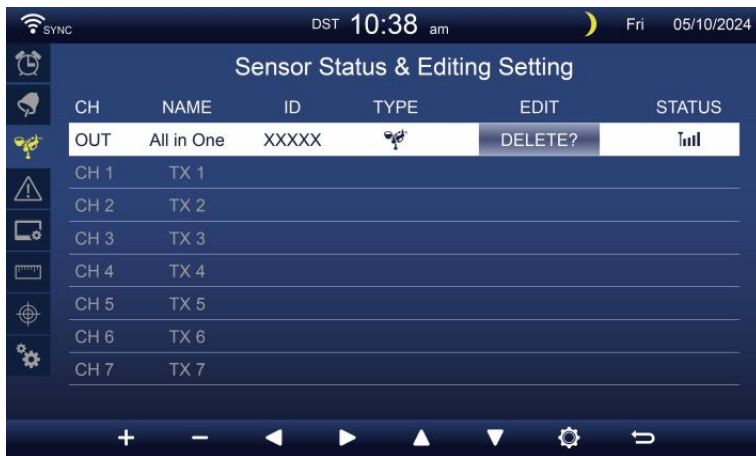 SYNC DST 10:38 am Fri 05/10/2024
Sensor Status & Editing Setting
CH NAME ID TYPE EDIT STATUS
OUT All in One XXXXX DELETE?
CH 1 TX 1
CH 2 TX 2
CH 3 TX 3
CH 4 TX 4
CH 5 TX 5
CH 6 TX 6
CH 7 TX 7